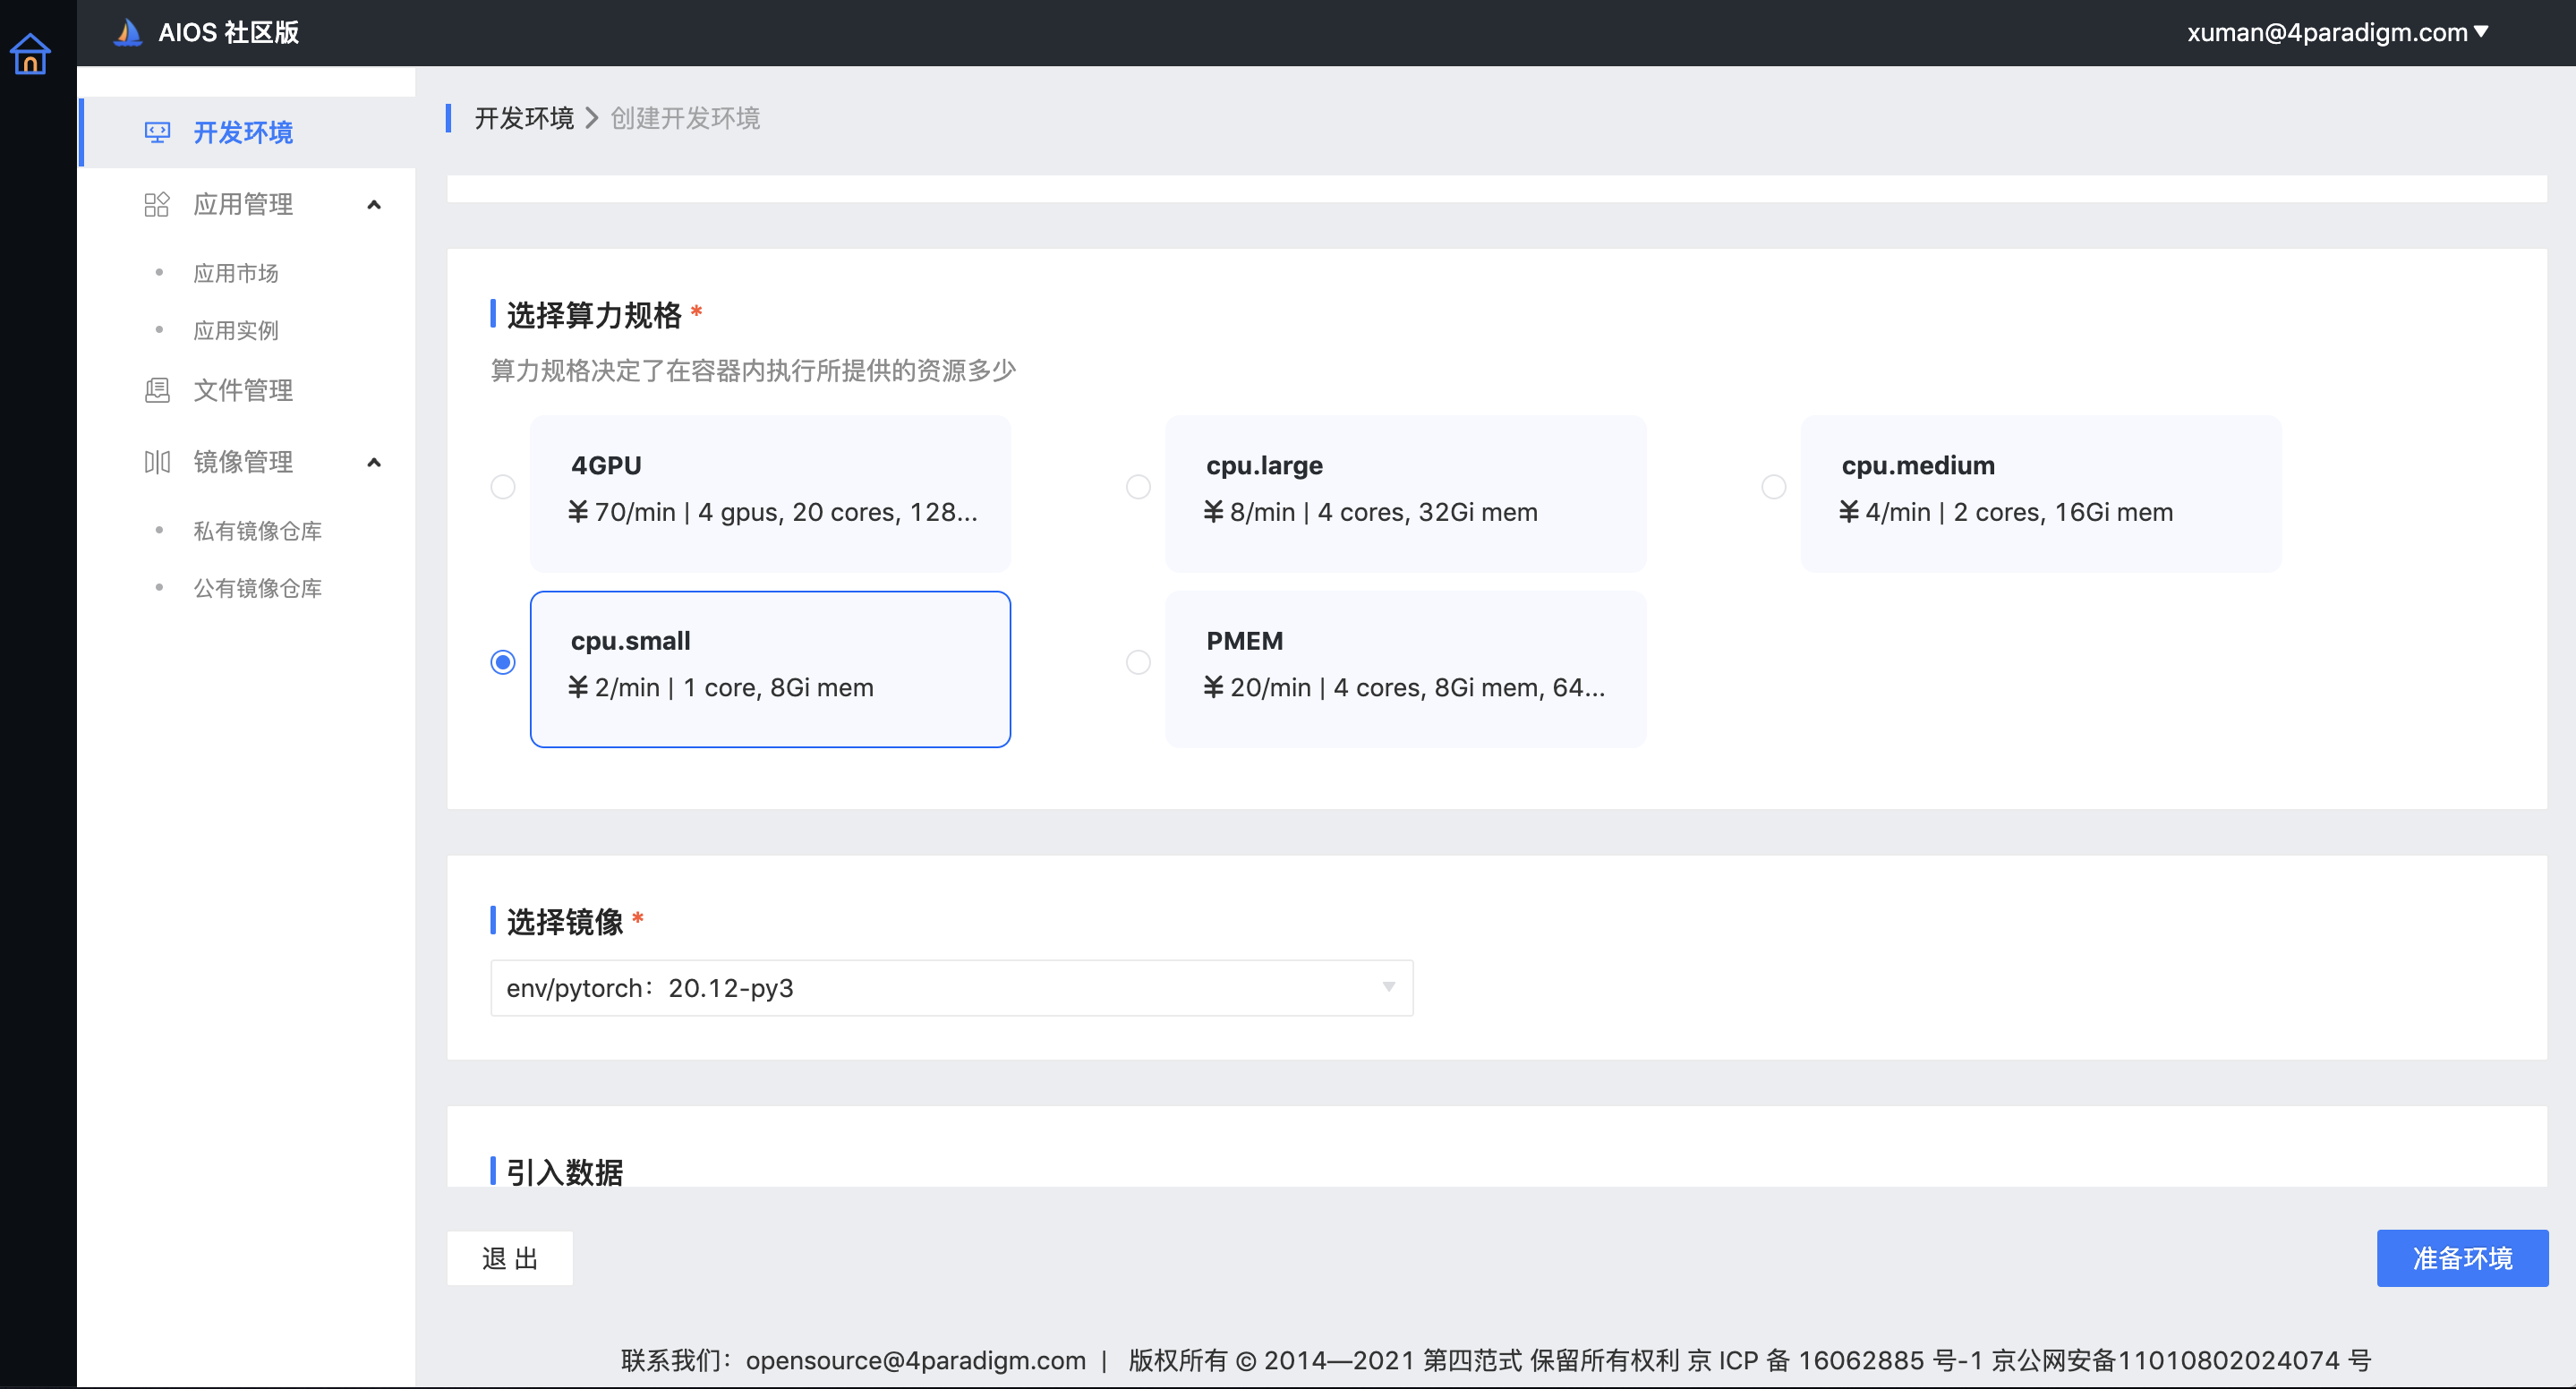 AIOS 社区版
xuman@4paradigm.com
开发环境
应用管理
应用市场
应用实例
文件管理
镜像管理
私有镜像仓库
公有镜像仓库
开发环境 > 创建开发环境
选择算力规格 *
算力规格决定了在容器内执行所提供的资源多少
4GPU
¥ 70/min | 4 gpus, 20 cores, 128...
cpu.large
¥ 8/min | 4 cores, 32Gi mem
cpu.medium
¥ 4/min | 2 cores, 16Gi mem
cpu.small
¥ 2/min | 1 core, 8Gi mem
PMEM
¥ 20/min | 4 cores, 8Gi mem, 64...
选择镜像 *
env/pytorch：20.12-py3
引入数据
退 出
准备环境
联系我们：opensource@4paradigm.com | 版权所有 © 2014—2021 第四范式 保留所有权利 京 ICP 备 16062885 号-1 京公网安备11010802024074 号